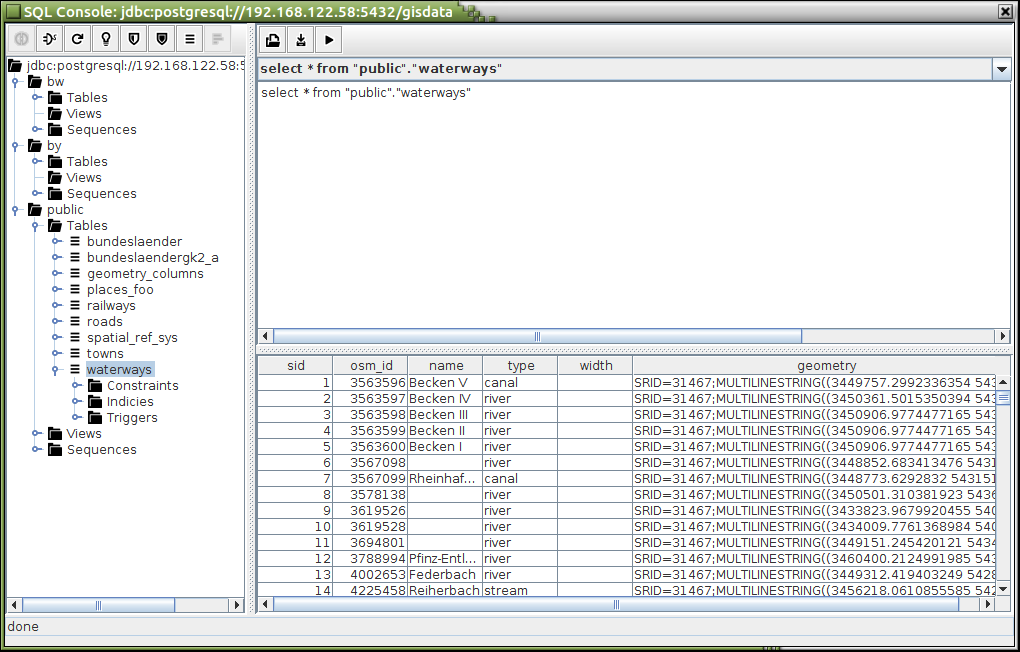 SQL Console: jdbc:postgresql://192.168.122.58:5432/gisdata
jdbc:postgresql://192.168.122.58:5
bw
Tables
Views
Sequences
by
Tables
Views
Sequences
public
Tables
bundeslaender
bundeslaendergk2_a
geometry_columns
places_foo
railways
roads
spatial_ref_sys
towns
waterways
Constraints
Indicies
Triggers
Views
Sequences
select * from "public"."waterways"
select * from "public"."waterways"
sid osm_id name type width geometry
1 3563596 Becken V canal SRID=31467;MULTILINESTRING((3449757.2992336354 543
2 3563597 Becken IV river SRID=31467;MULTILINESTRING((3450361.5015350394 543
3 3563598 Becken III river SRID=31467;MULTILINESTRING((3450906.9774477165 543
4 3563599 Becken II river SRID=31467;MULTILINESTRING((3450906.9774477165 543
5 3563600 Becken I river SRID=31467;MULTILINESTRING((3450906.9774477165 543
6 3567098 river SRID=31467;MULTILINESTRING((3448852.683413476 5431
7 3567099 Rheinhaf... canal SRID=31467;MULTILINESTRING((3448773.6292832 543151
8 3578138 river SRID=31467;MULTILINESTRING((3450501.310381923 5436
9 3619526 river SRID=31467;MULTILINESTRING((3433823.9679920455 540
10 3619528 river SRID=31467;MULTILINESTRING((3434009.7761368984 540
11 3694801 river SRID=31467;MULTILINESTRING((3449151.245420121 5434
12 3788994 Pfinz-Entl... river SRID=31467;MULTILINESTRING((3460400.2124991985 543
13 4002653 Federbach river SRID=31467;MULTILINESTRING((3449312.419403249 5428
14 4225458 Reiherbach stream SRID=31467;MULTILINESTRING((3456218.0610855585 542
done